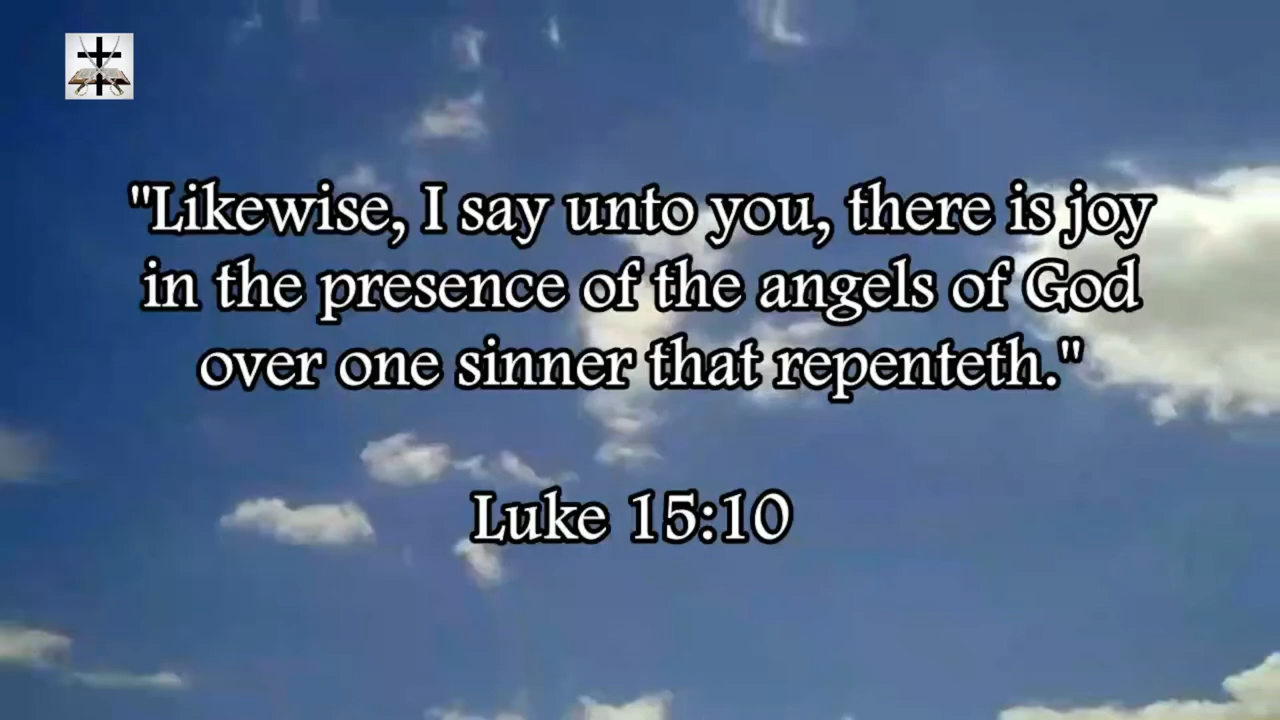 "Likewise, I say unto you, there is joy
in the presence of the angels of God
over one sinner that repenteth."
Luke 15:10